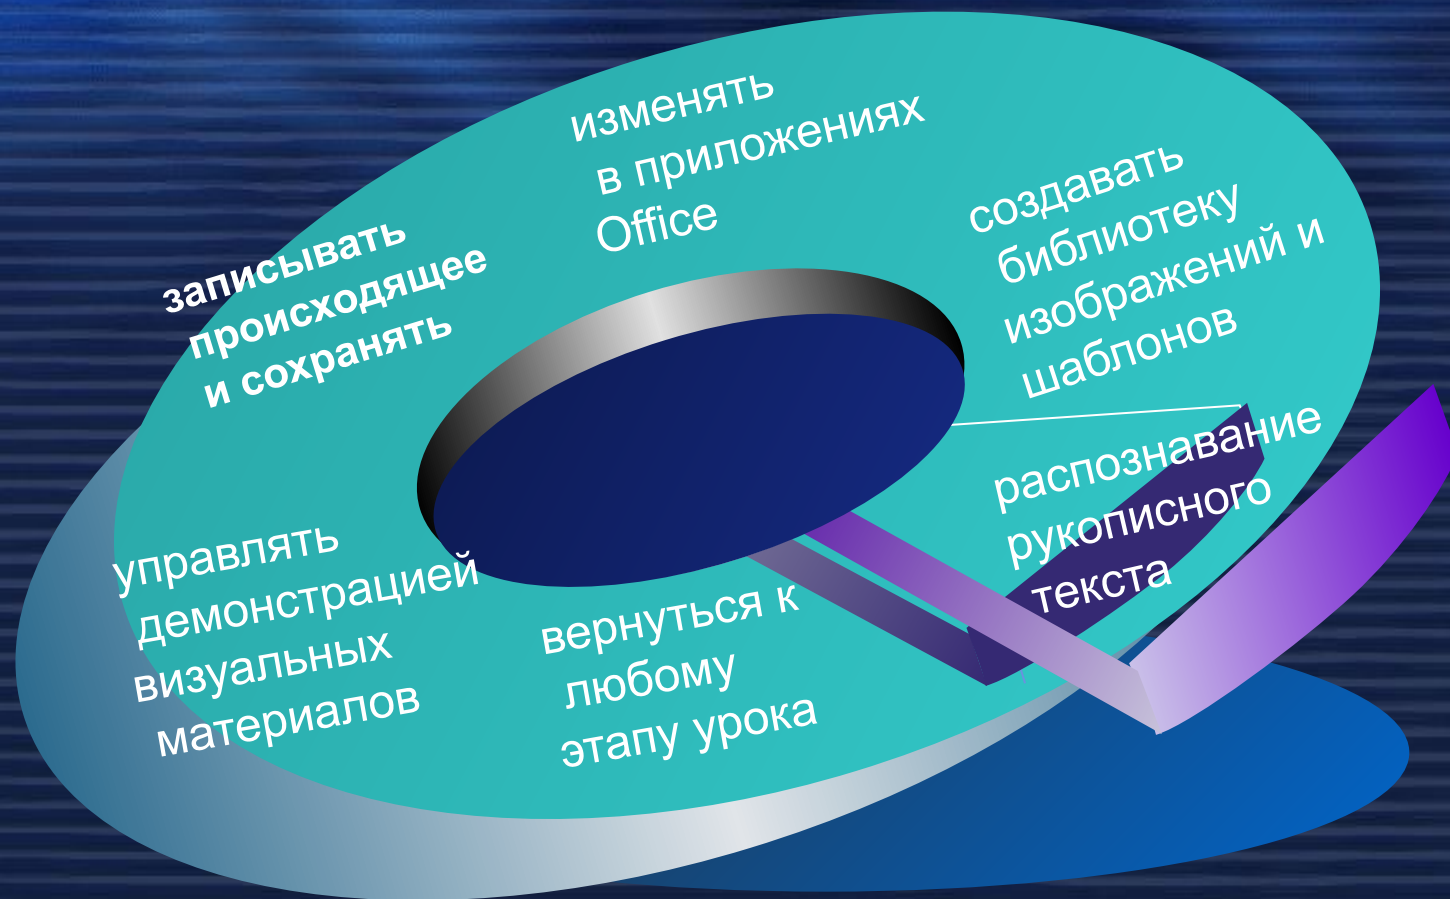 изменять
в приложениях
Office
создавать
библиотеку
изображений и
шаблонов
записывать
происходящее
и сохранять
распознавание
рукописного
текста
управлять
демонстрацией
визуальных
материалов
вернуться к
любому
этапу урока